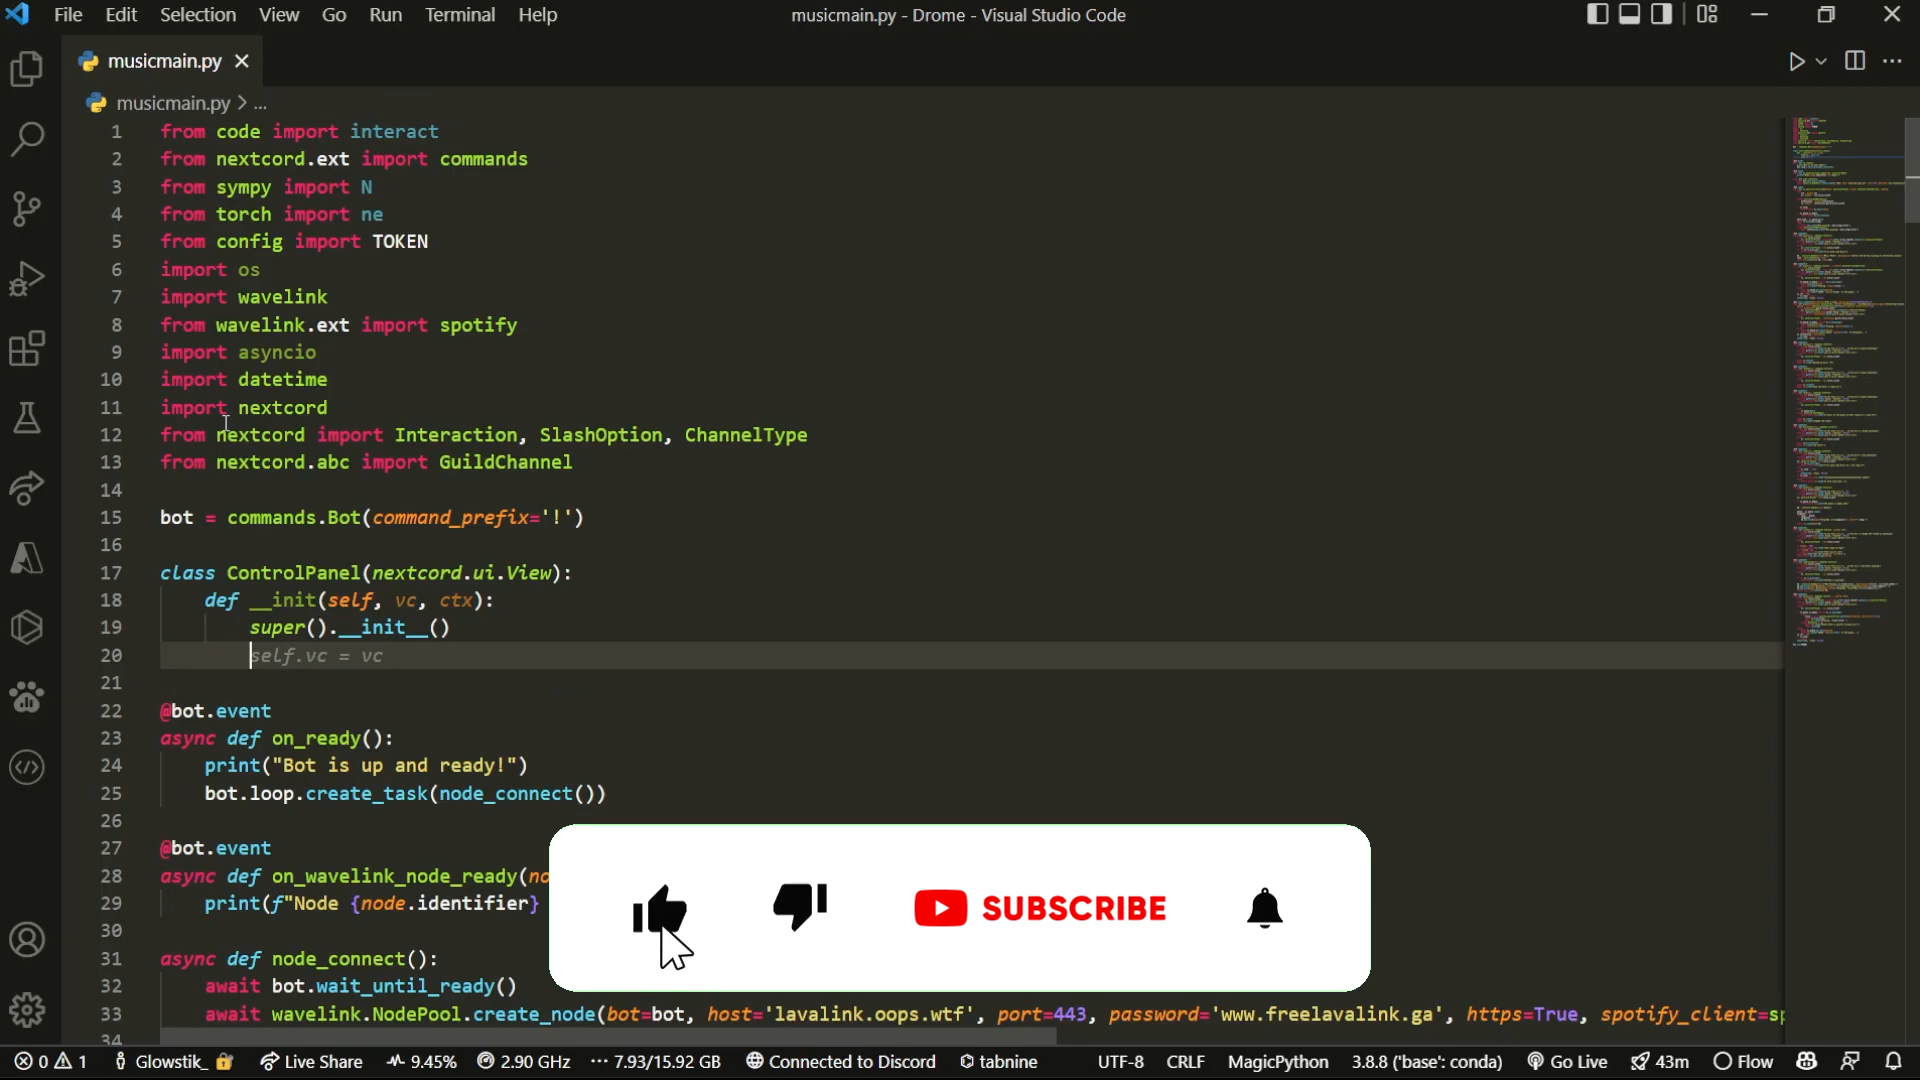 File Edit Selection View Go Run Terminal Help
musicmain.py - Drome - Visual Studio Code
musicmain.py
musicmain.py > ...
1 from code import interact
2 from nextcord.ext import commands
3 from sympy import N
4 from torch import ne
5 from config import TOKEN
6 import os
7 import wavelink
8 from wavelink.ext import spotify
9 import asyncio
10 import datetime
11 import nextcord
12 from nextcord import Interaction, SlashOption, ChannelType
13 from nextcord.abc import GuildChannel
14
15 bot = commands.Bot(command_prefix='!')
16
17 class ControlPanel(nextcord.ui.View):
18 def __init(self, vc, ctx):
19 super().__init__()
20 self.vc = vc
21
22 @bot.event
23 async def on_ready():
24 print("Bot is up and ready!")
25 bot.loop.create_task(node_connect())
26
27 @bot.event
28 async def on_wavelink_node_ready(no
29 print(f"Node {node.identifier}
30
31 async def node_connect():
32 await bot.wait_until_ready()
33 await wavelink.NodePool.create_node(bot=bot, host='lavalink.oops.wtf', port=443, password='www.freelavalink.ga', https=True, spotify_client=sp
34
SUBSCRIBE
0 1 Glowstik_ Live Share 9.45% 2.90 GHz 7.93/15.92 GB Connected to Discord tabnine UTF-8 CRLF MagicPython 3.8.8 ('base': conda) Go Live 43m Flow